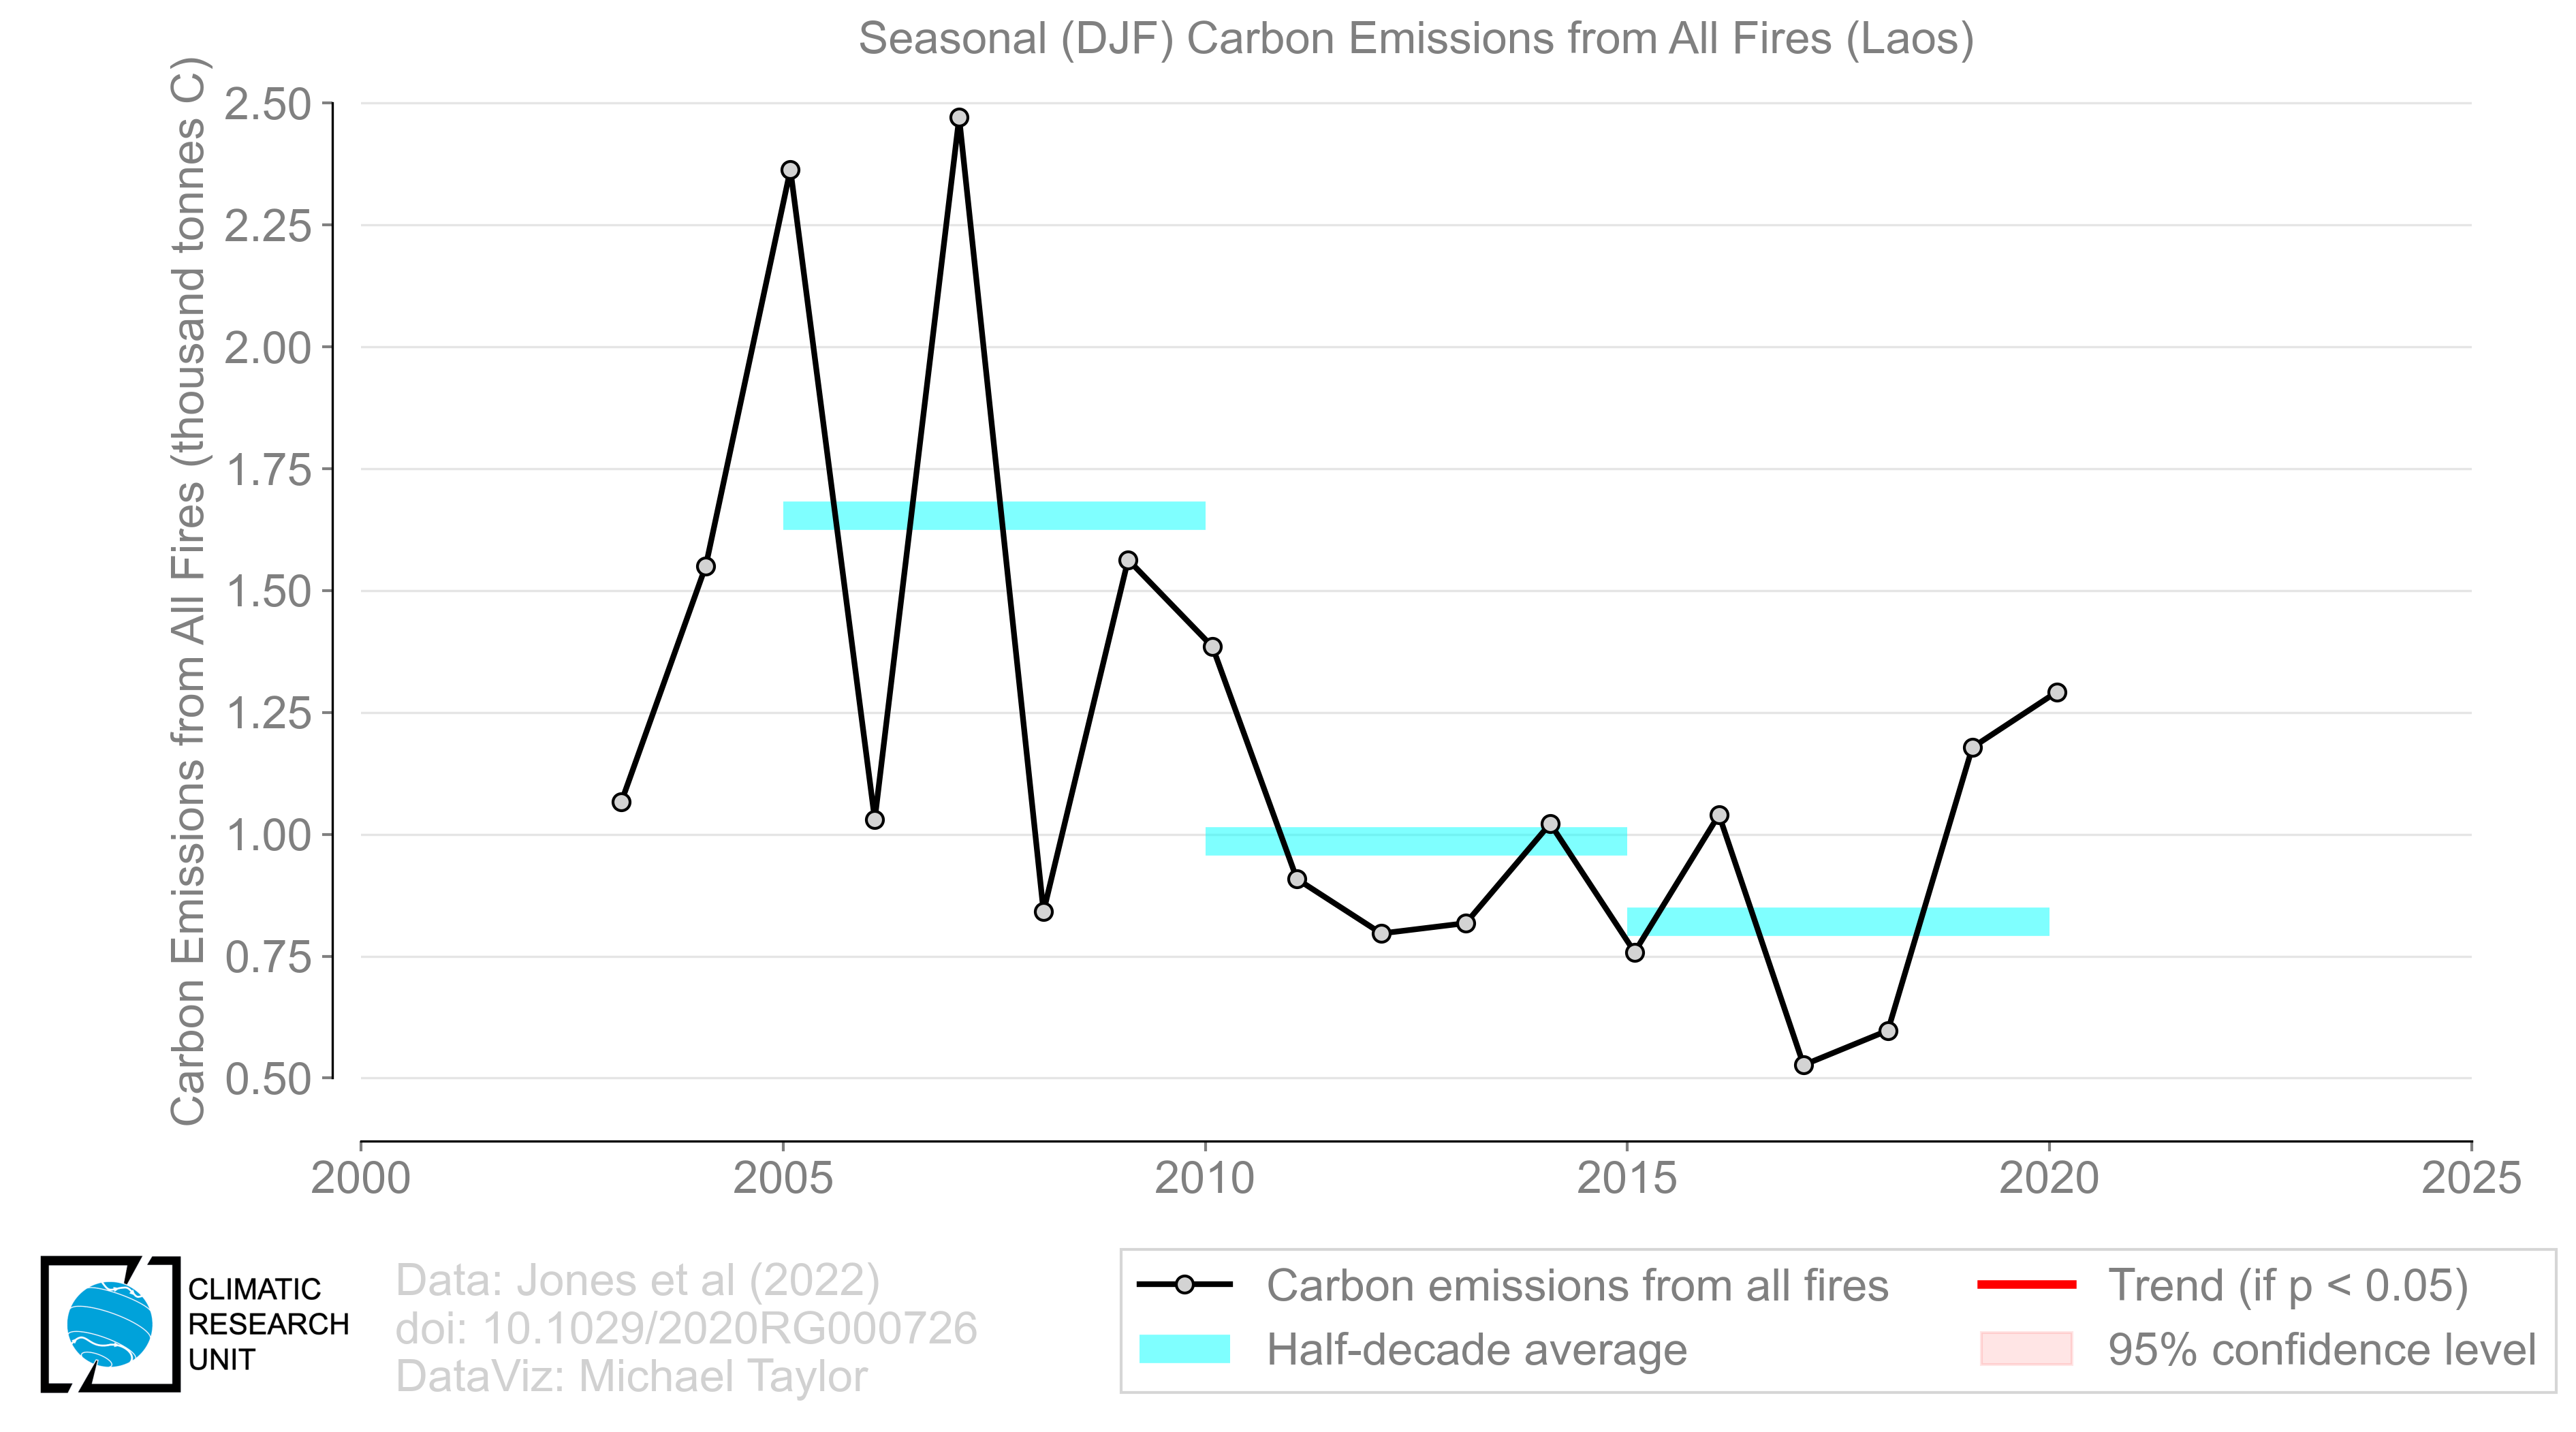 Seasonal (DJF) Carbon Emissions from All Fires (Laos)
Carbon Emissions from All Fires (thousand tonnes C)
2.50
2.25
2.00
1.75
1.50
1.25
1.00
0.75
0.50
2000
2005
2010
2015
2020
2025
CLIMATIC
RESEARCH
UNIT
Data: Jones et al (2022)
doi: 10.1029/2020RG000726
DataViz: Michael Taylor
Carbon emissions from all fires
Half-decade average
Trend (if p < 0.05)
95% confidence level